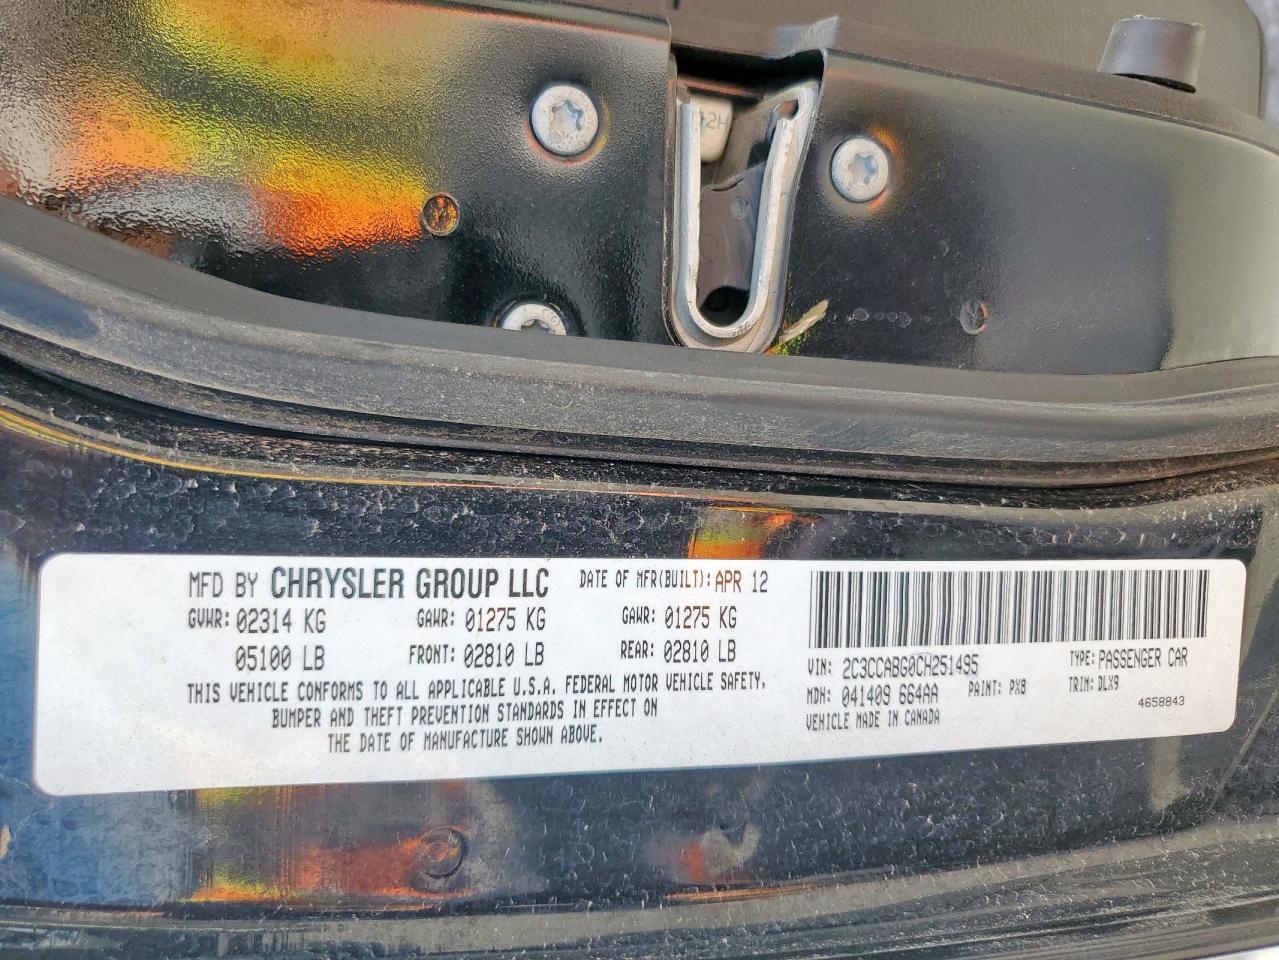 MFD BY CHRYSLER GROUP LLC DATE OF MFR(BUILT): APR 12
GVWR: 02314 KG GAWR: 01275 KG GAWR: 01275 KG
05100 LB FRONT: 02810 LB REAR: 02810 LB
THIS VEHICLE CONFORMS TO ALL APPLICABLE U.S.A. FEDERAL MOTOR VEHICLE SAFETY,
BUMPER AND THEFT PREVENTION STANDARDS IN EFFECT ON
THE DATE OF MANUFACTURE SHOWN ABOVE.
VIN: 2C3CCABG0CH251495 TYPE: PASSENGER CAR
MDH: 041409 664AA PAINT: PX8 TRIM: DLX9
VEHICLE MADE IN CANADA 4658843